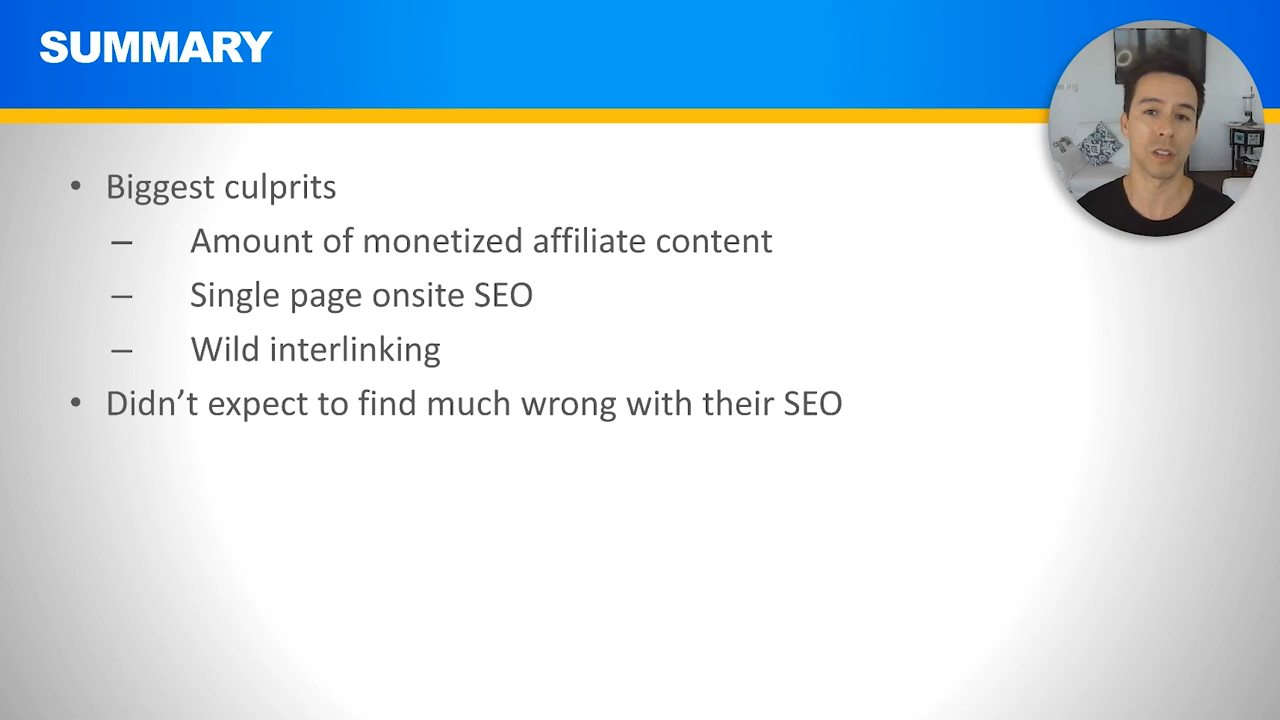 SUMMARY
• Biggest culprits
– Amount of monetized affiliate content
– Single page onsite SEO
– Wild interlinking
• Didn’t expect to find much wrong with their SEO